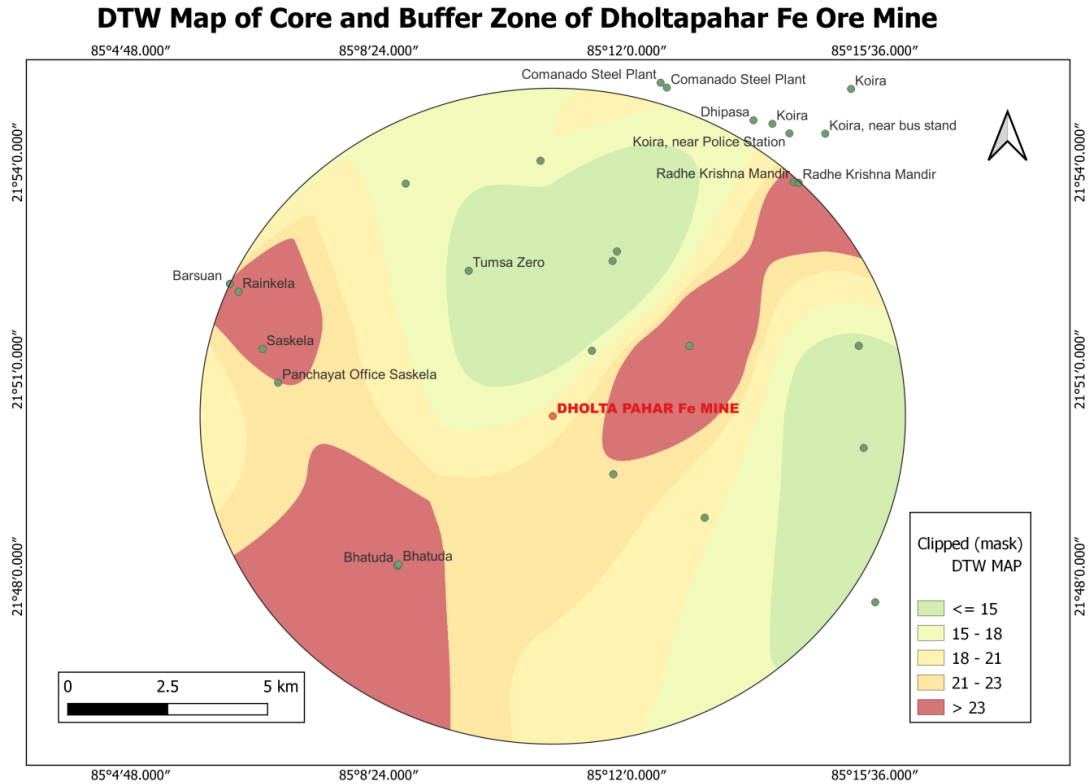 DTW Map of Core and Buffer Zone of Dholtapahar Fe Ore Mine
85°4′48.000″ 85°8′24.000″ 85°12′0.000″ 85°15′36.000″
Comanado Steel Plant
Comanado Steel Plant
Koira
Dhipasa
Koira
Koira, near bus stand
Koira, near Police Station
21°54′0.000″
21°54′0.000″
Radhe Krishna Mandir
Radhe Krishna Mandir
Tumsa Zero
Barsuan
Rainkela
Saskela
21°51′0.000″
21°51′0.000″
Panchayat Office Saskela
DHOLTA PAHAR Fe MINE
Bhatuda
Bhatuda
21°48′0.000″
21°48′0.000″
Clipped (mask)
DTW MAP
<= 15
15 - 18
18 - 21
21 - 23
> 23
0 2.5 5 km
85°4′48.000″ 85°8′24.000″ 85°12′0.000″ 85°15′36.000″